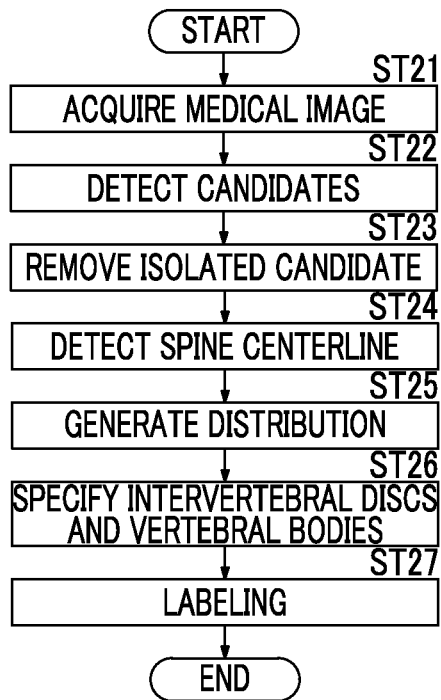 START
ST21
ACQUIRE MEDICAL IMAGE
ST22
DETECT CANDIDATES
ST23
REMOVE ISOLATED CANDIDATE
ST24
DETECT SPINE CENTERLINE
ST25
GENERATE DISTRIBUTION
ST26
SPECIFY INTERVERTEBRAL DISCS
AND VERTEBRAL BODIES
ST27
LABELING
END